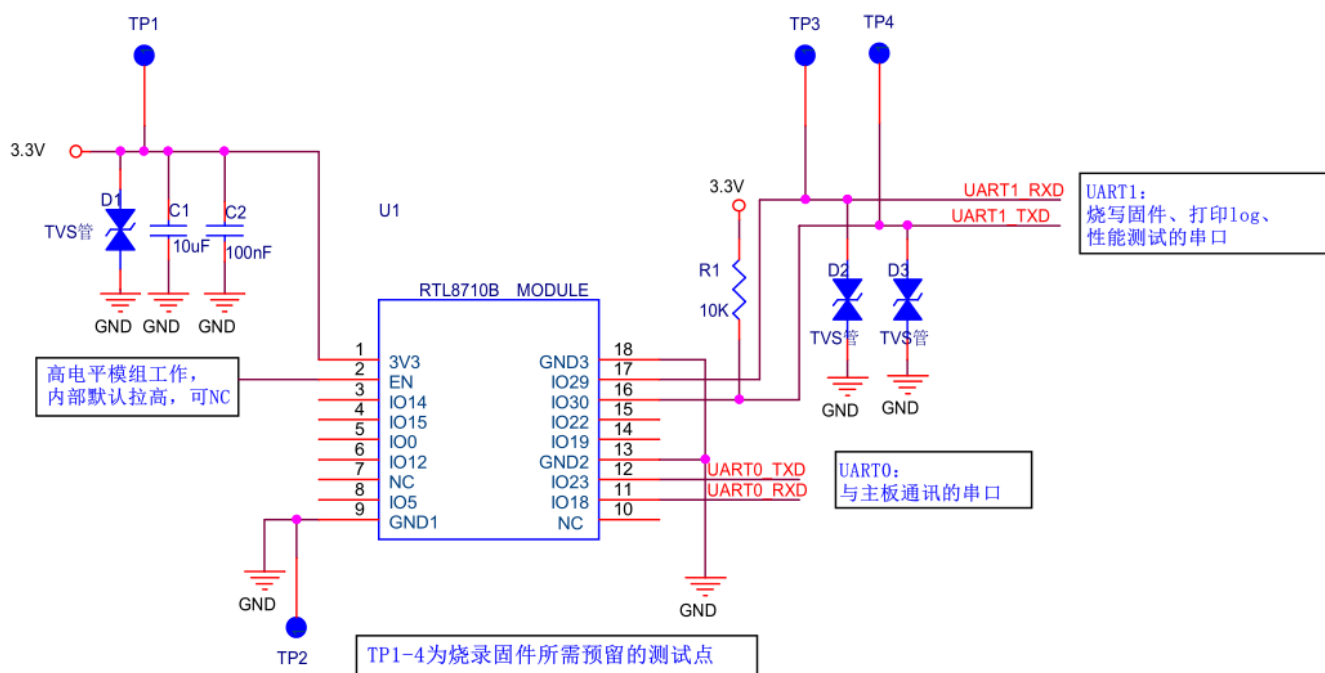 TP1
TP3
TP4
3.3V
D1
TVS管
C1
10uF
C2
100nF
GND
GND
GND
U1
3.3V
R1
10K
UART1_RXD
UART1_TXD
D2
TVS管
D3
TVS管
GND
GND
UART1:
烧写固件、打印log、
性能测试的串口
RTL8710B MODULE
高电平模组工作,
内部默认拉高, 可NC
1 3V3
2 EN
3 IO14
4 IO15
5 IO0
6 IO12
7 NC
8 IO5
9 GND1
GND3 18
IO29 17
IO30 16
IO22 15
IO19 14
GND2 13
IO23 12
IO18 11
NC 10
UART0_TXD
UART0_RXD
UART0:
与主板通讯的串口
GND
GND
TP2
TP1-4为烧录固件所需预留的测试点